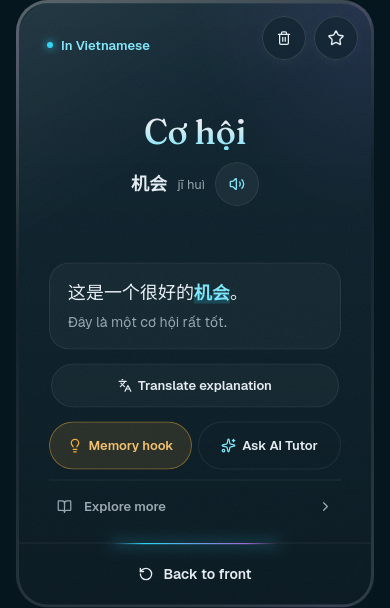 In Vietnamese
Cơ hội
机会 jī huì
这是一个很好的机会。
Đây là một cơ hội rất tốt.
Translate explanation
Memory hook
Ask AI Tutor
Explore more
Back to front